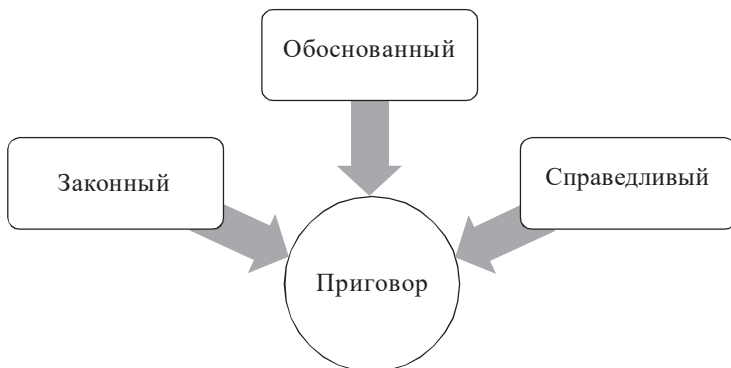 Обоснованный
Законный
Справедливый
Приговор